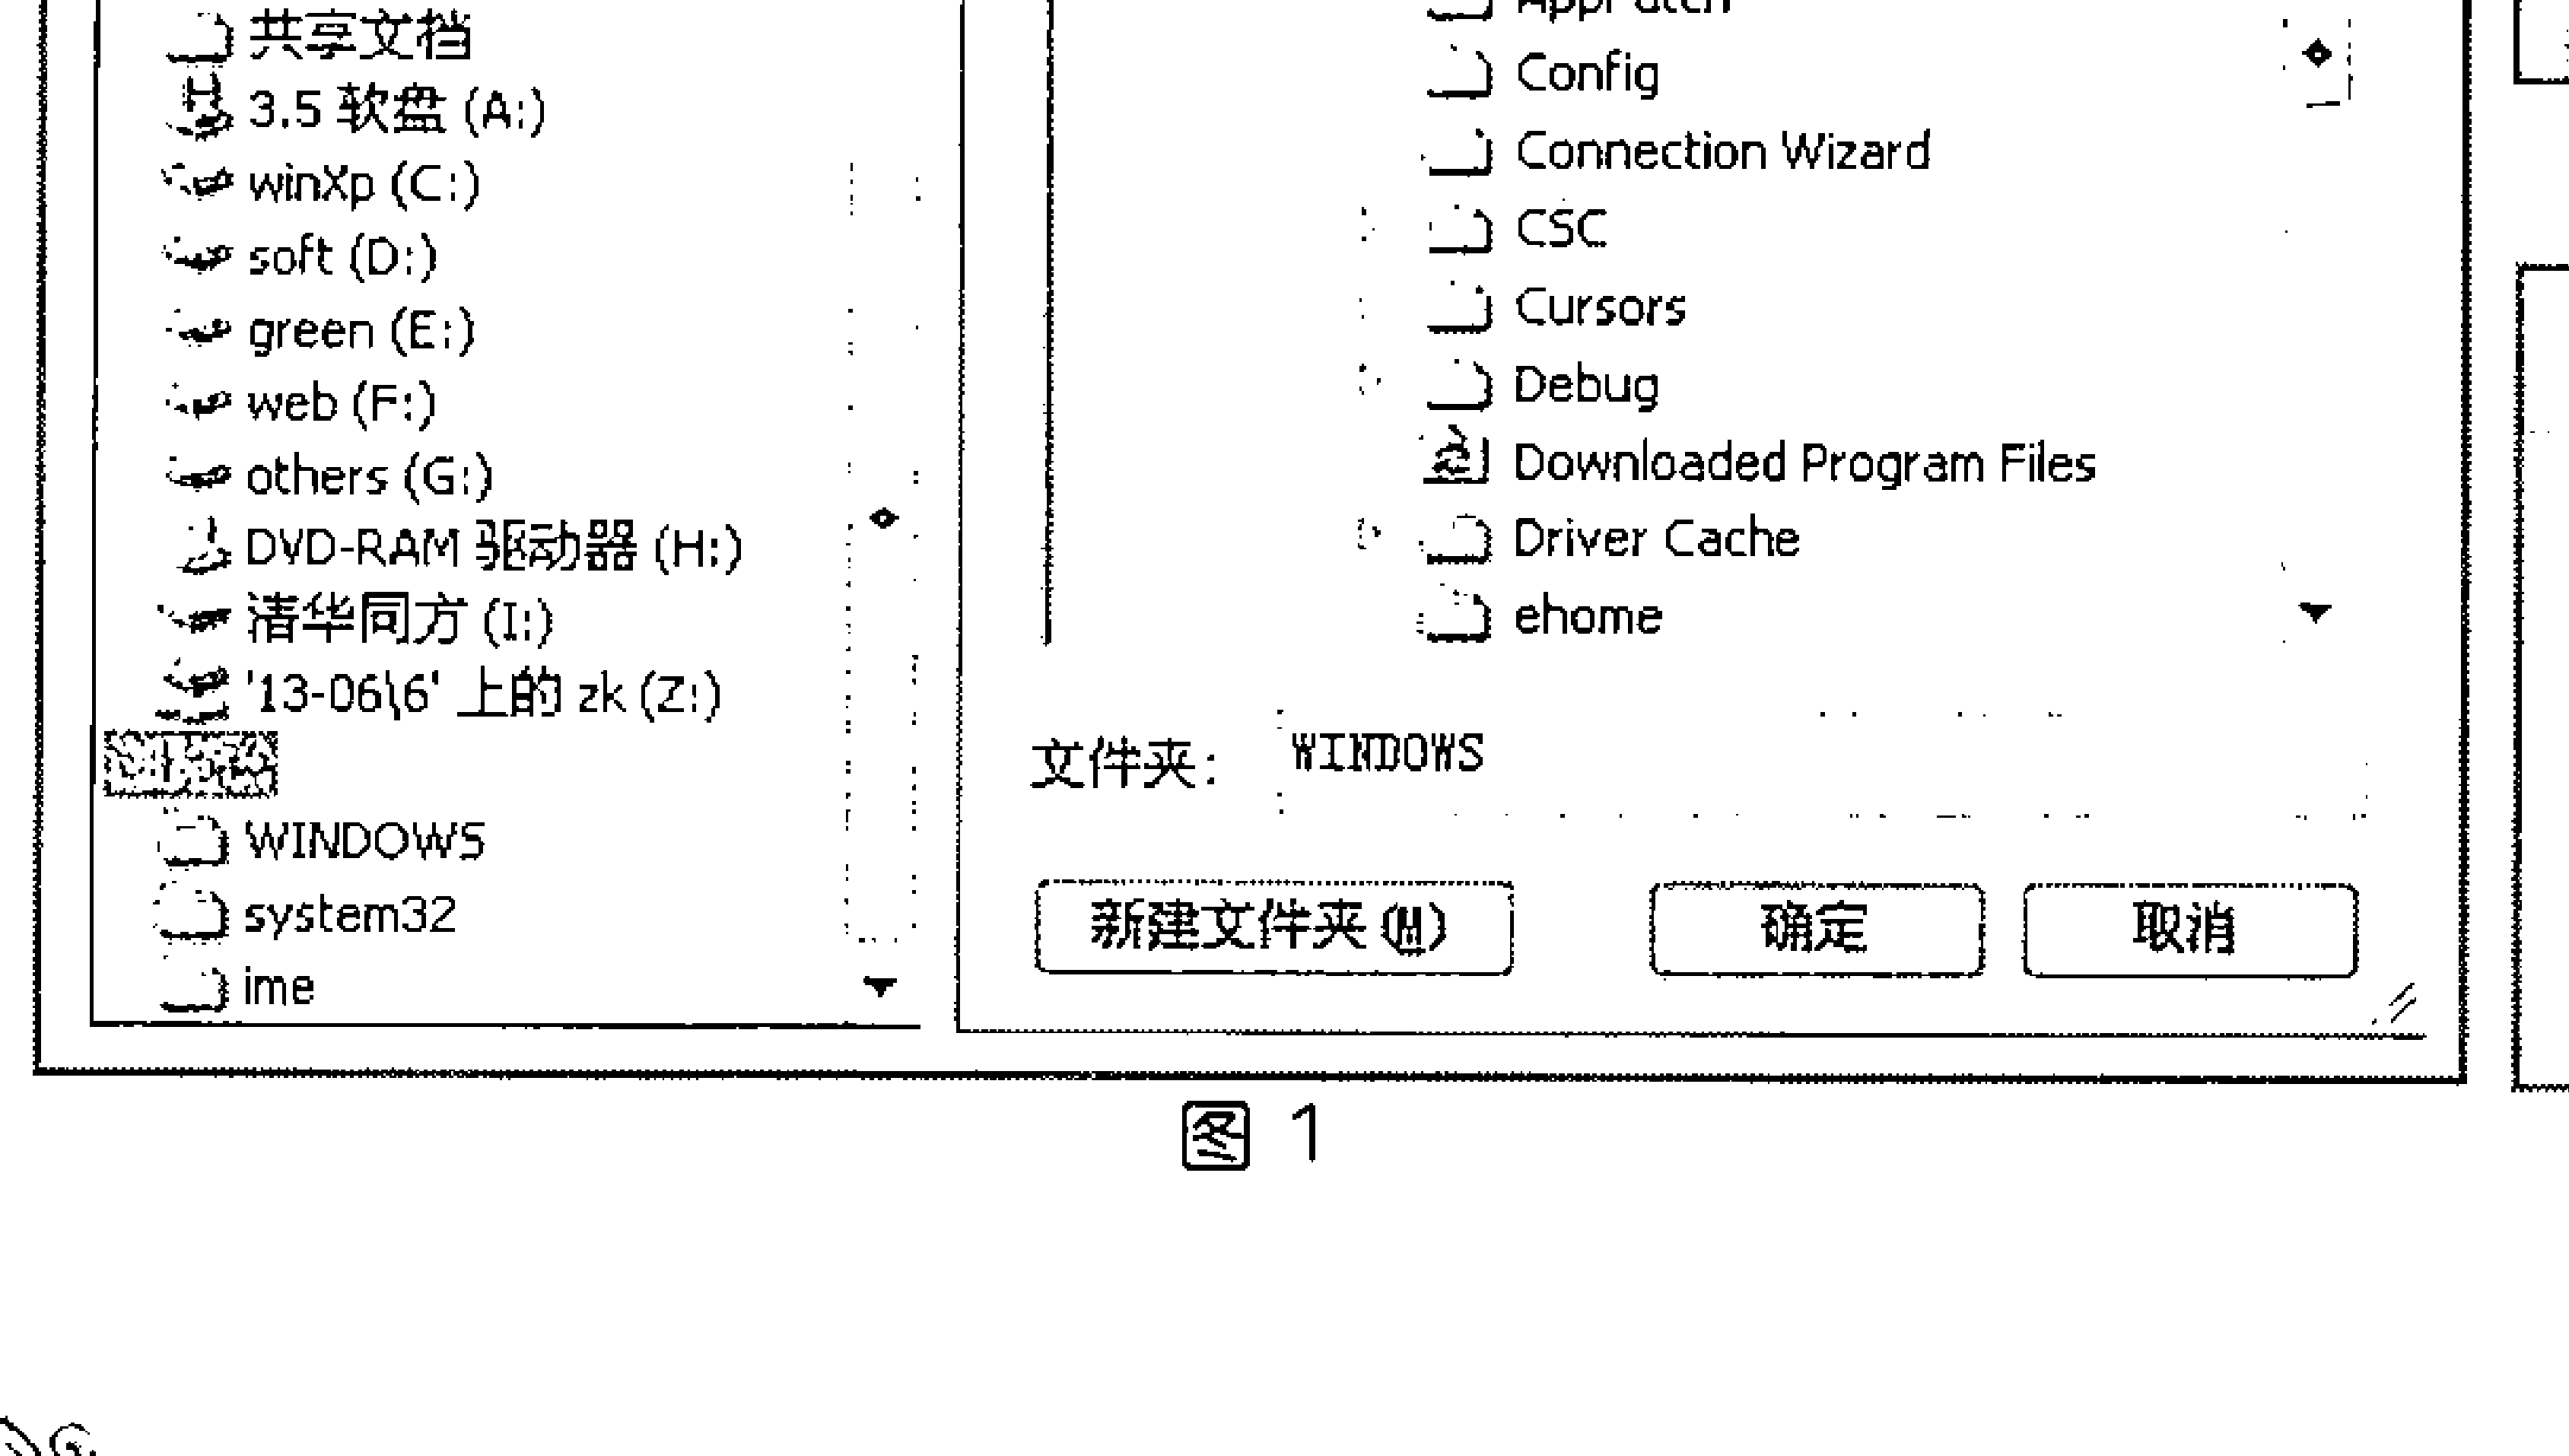 共享文档
3.5 软盘 (A:)
winXp (C:)
soft (D:)
green (E:)
web (F:)
others (G:)
DVD-RAM 驱动器 (H:)
清华同方 (I:)
'13-06\6' 上的 zk (Z:)
WINDOWS
system32
ime
AppPatch
Config
Connection Wizard
CSC
Cursors
Debug
Downloaded Program Files
Driver Cache
ehome
文件夹: WINDOWS
新建文件夹(M) 确定 取消
图 1